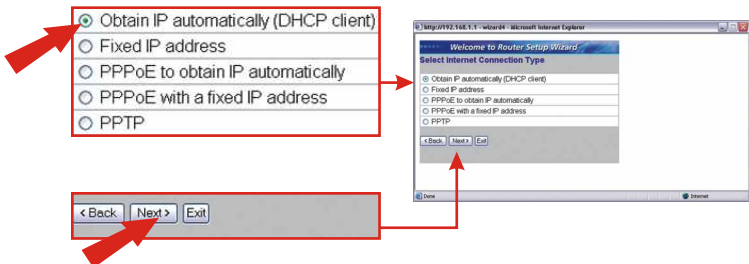 Obtain IP automatically (DHCP client)
Fixed IP address
PPPoE to obtain IP automatically
PPPoE with a fixed IP address
PPTP
< Back Next > Exit
http://192.168.1.1 - wizard4 - Microsoft Internet Explorer
Welcome to Router Setup Wizard
Select Internet Connection Type
Obtain IP automatically (DHCP client)
Fixed IP address
PPPoE to obtain IP automatically
PPPoE with a fixed IP address
PPTP
< Back Next > Exit
Done Internet